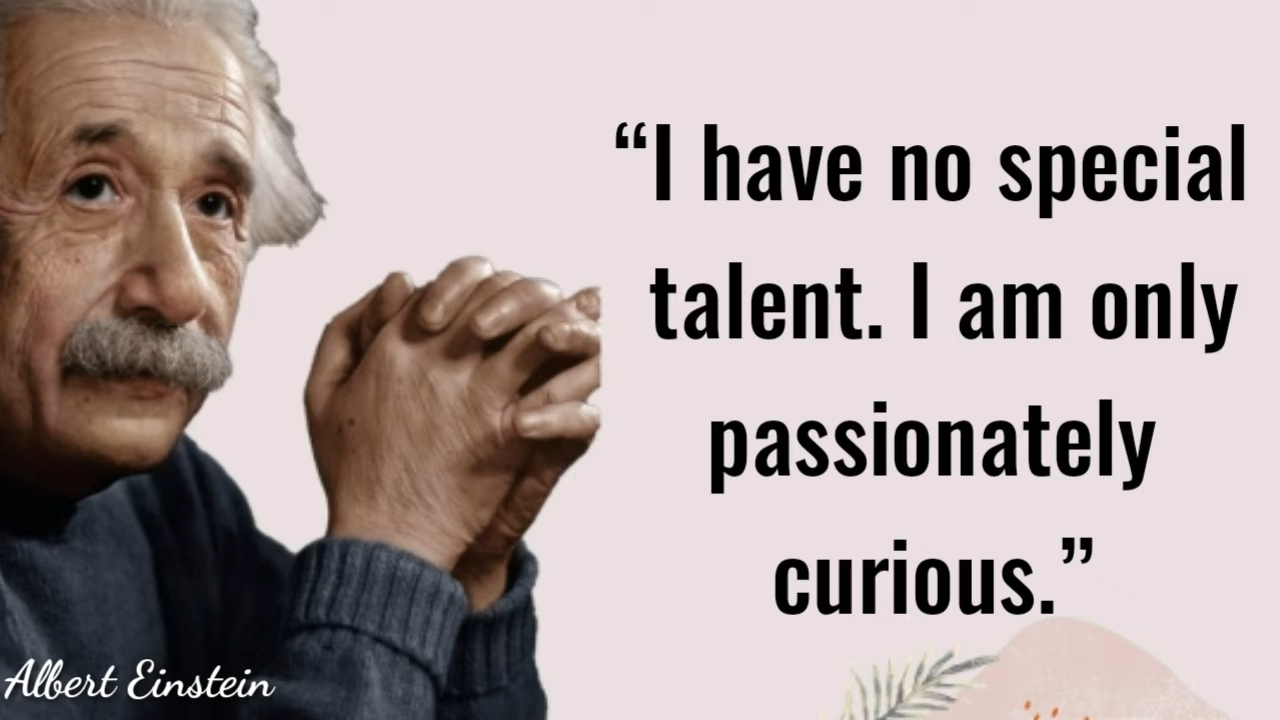 “I have no special
talent. I am only
passionately
curious.”
Albert Einstein